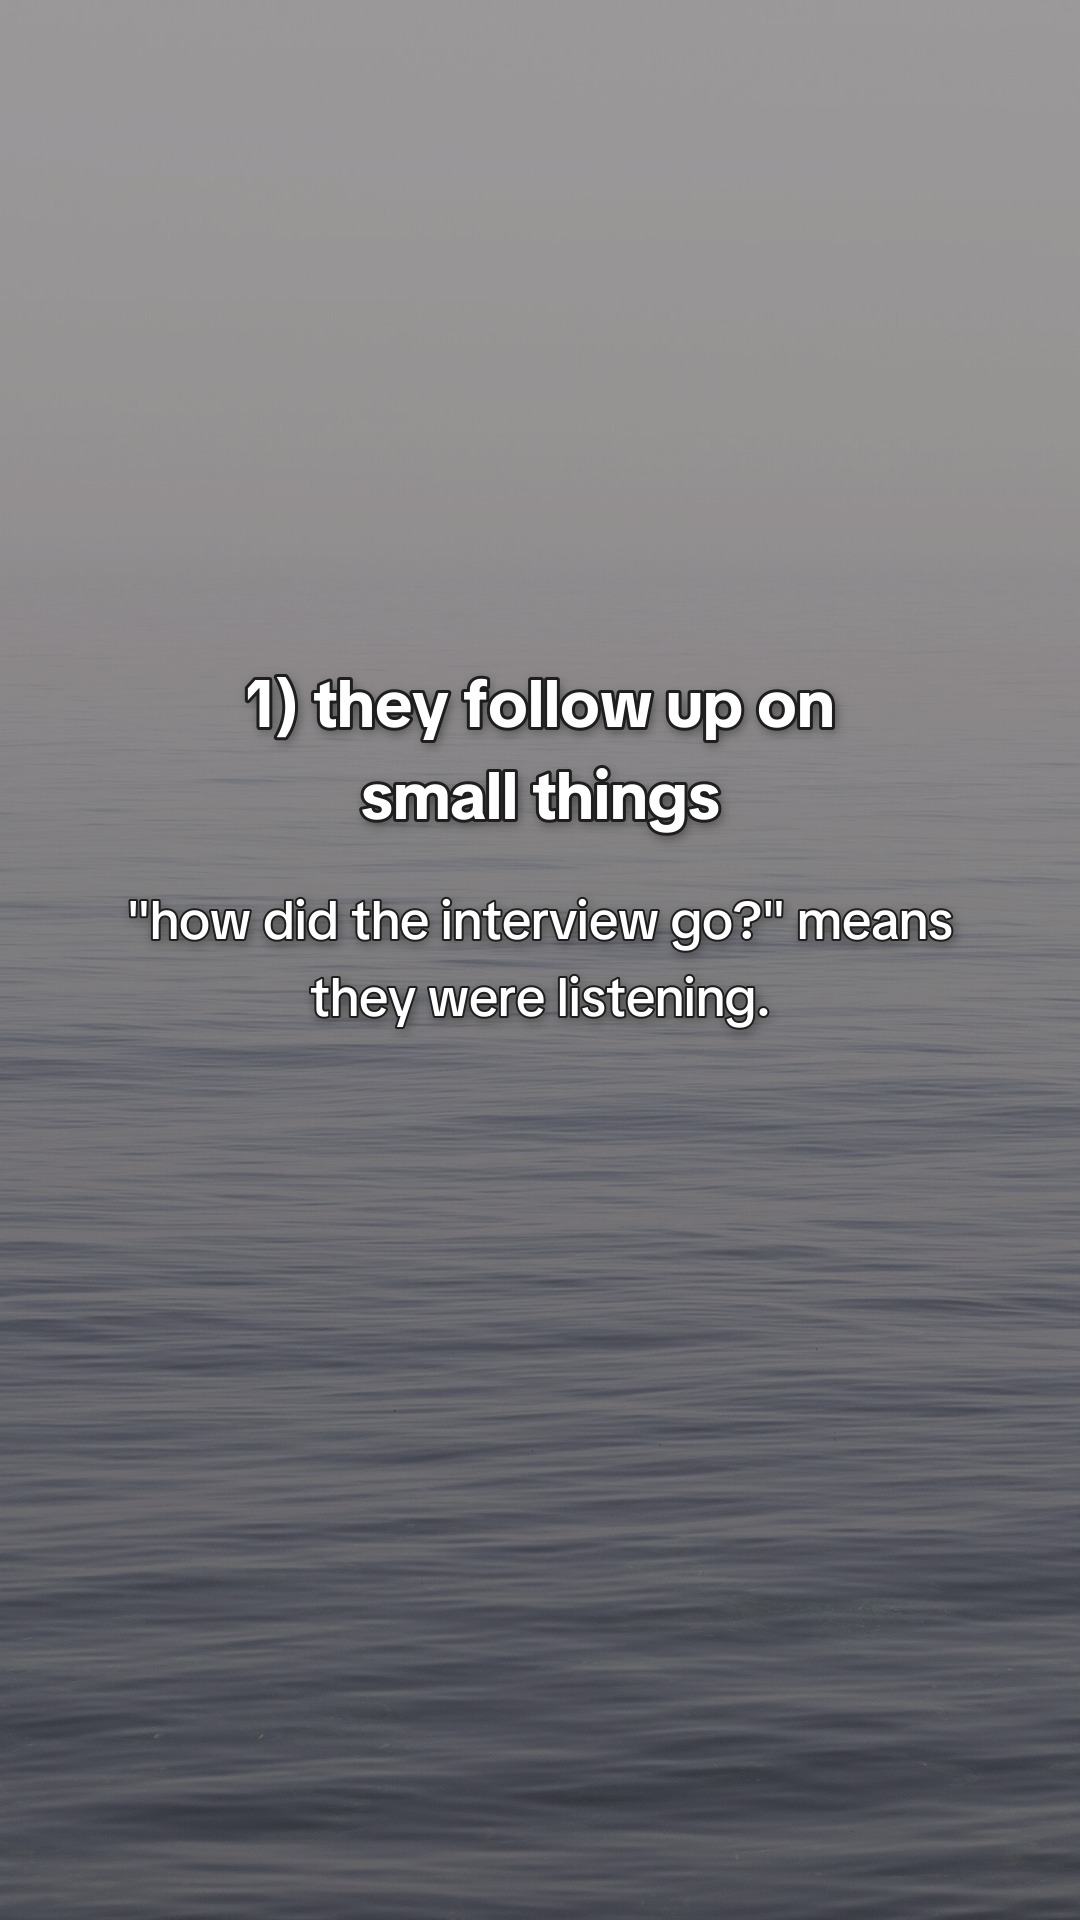 1) they follow up on
small things
"how did the interview go?" means
they were listening.